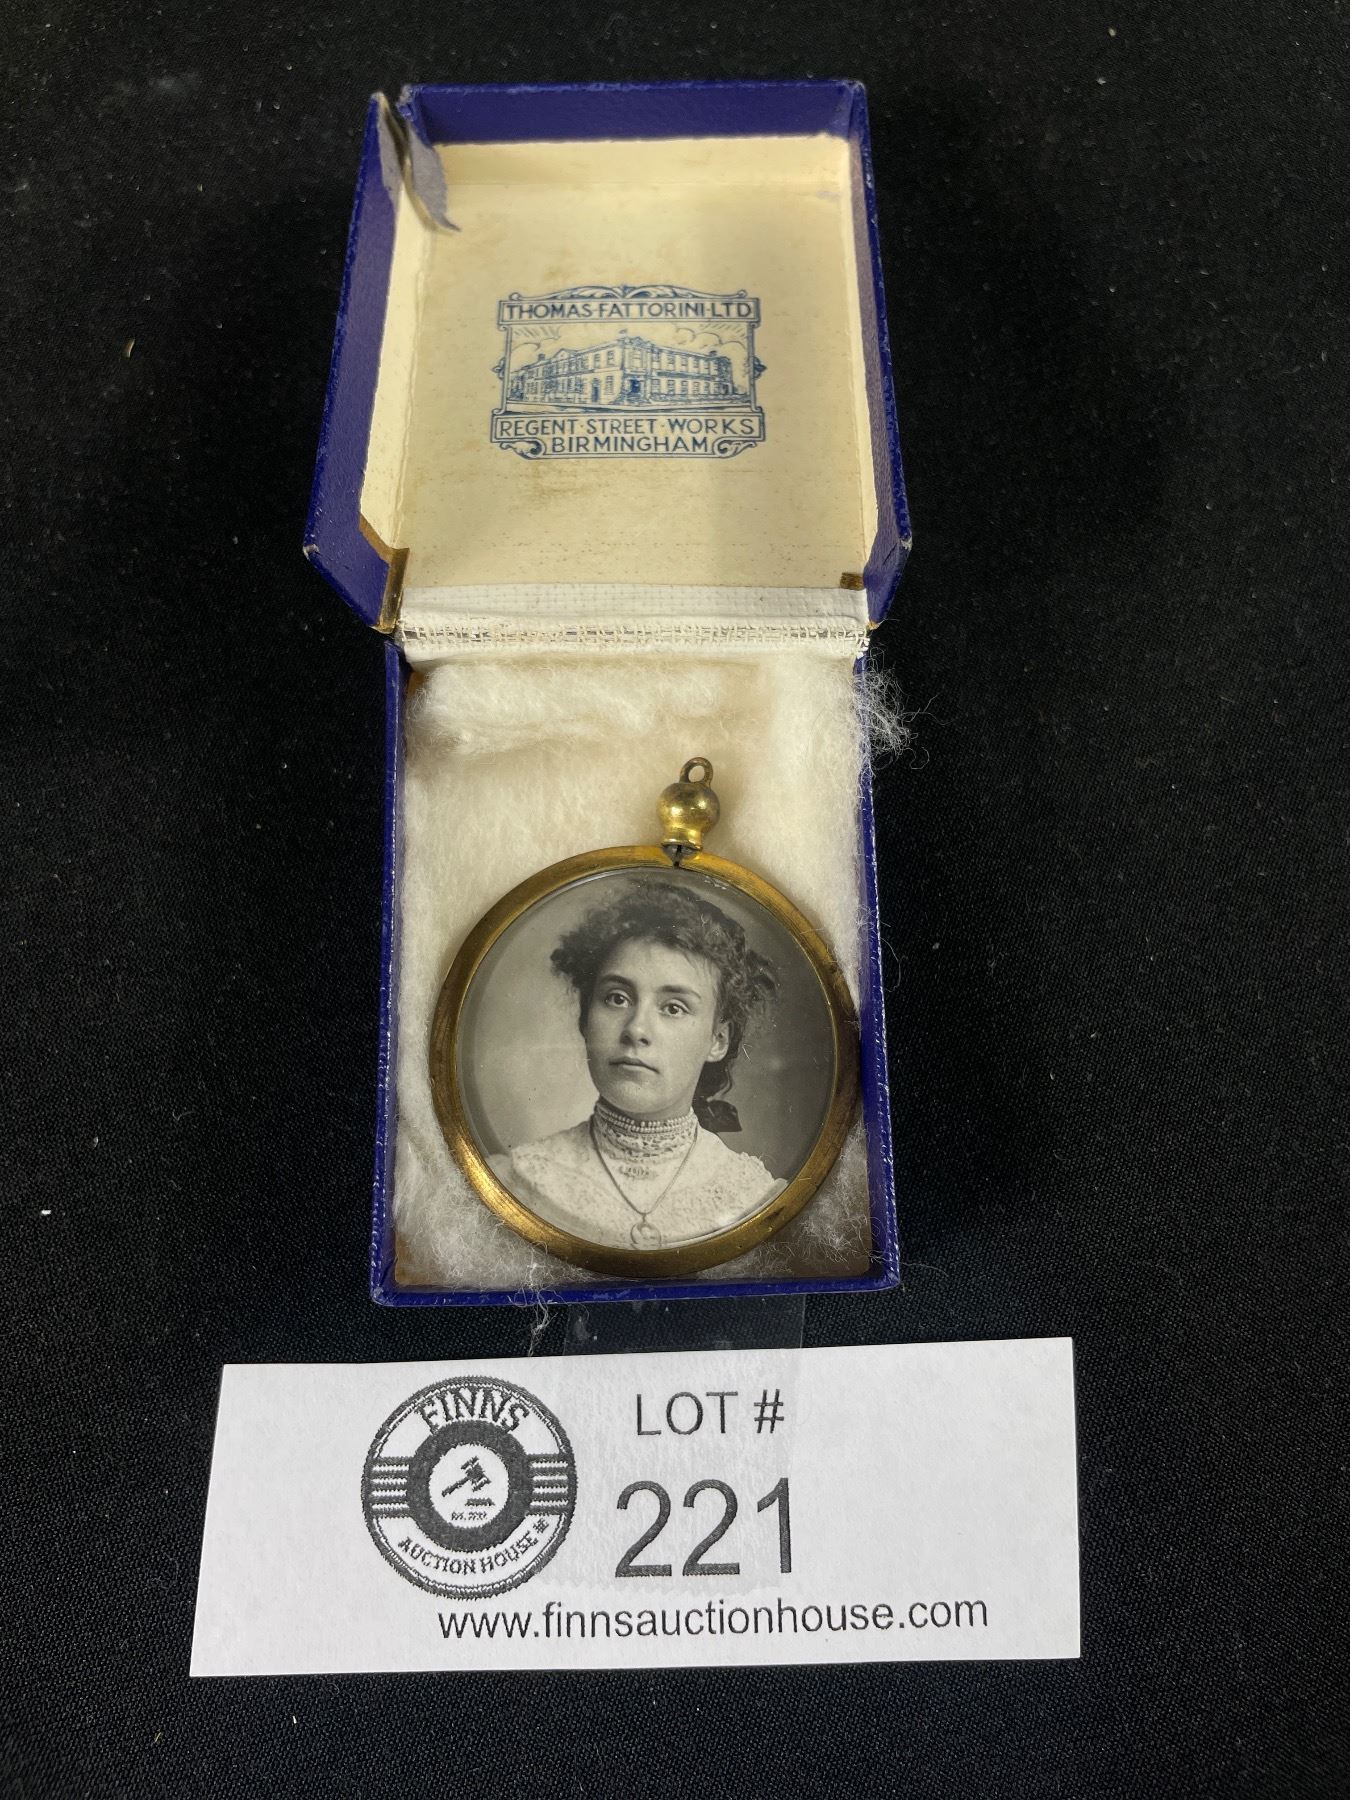 THOMAS·FATTORINI·LTD
REGENT·STREET·WORKS
BIRMINGHAM
FINNS
AUCTION HOUSE
LOT #
221
www.finnsauctionhouse.com